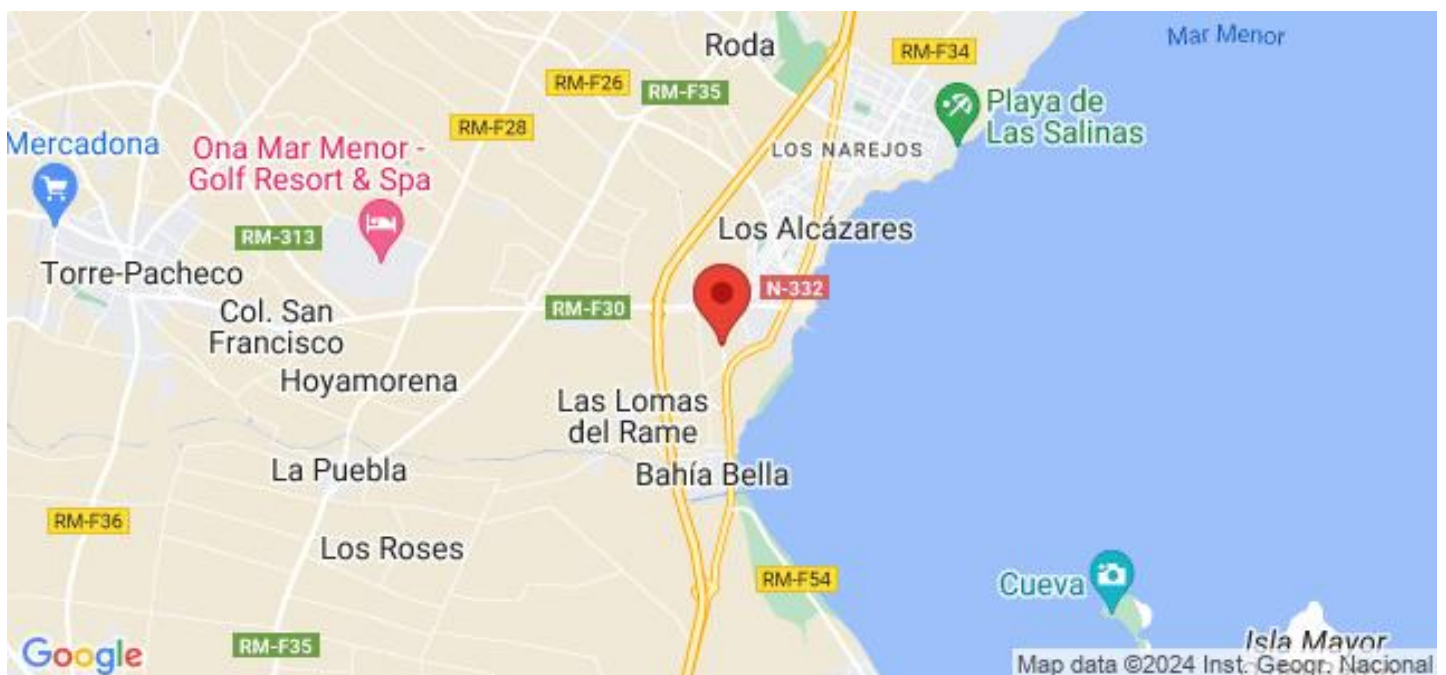 Roda
RM-F34
Mar Menor
RM-F26
RM-F35
Playa de
Las Salinas
RM-F28
Mercadona
Ona Mar Menor -
Golf Resort & Spa
LOS NAREJOS
RM-313
Los Alcázares
Torre-Pacheco
N-332
Col. San
Francisco
RM-F30
Hoyamorena
Las Lomas
del Rame
La Puebla
Bahía Bella
RM-F36
Los Roses
RM-F54
Cueva
RM-F35
Isla Mayor
Google
Map data ©2024 Inst. Geogr. Nacional